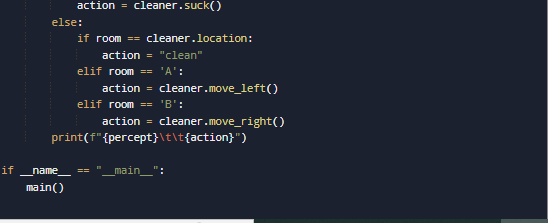 action = cleaner.suck()
else:
if room == cleaner.location:
action = "clean"
elif room == 'A':
action = cleaner.move_left()
elif room == 'B':
action = cleaner.move_right()
print(f"{percept}\t\t{action}")
if __name__ == "__main__":
main()